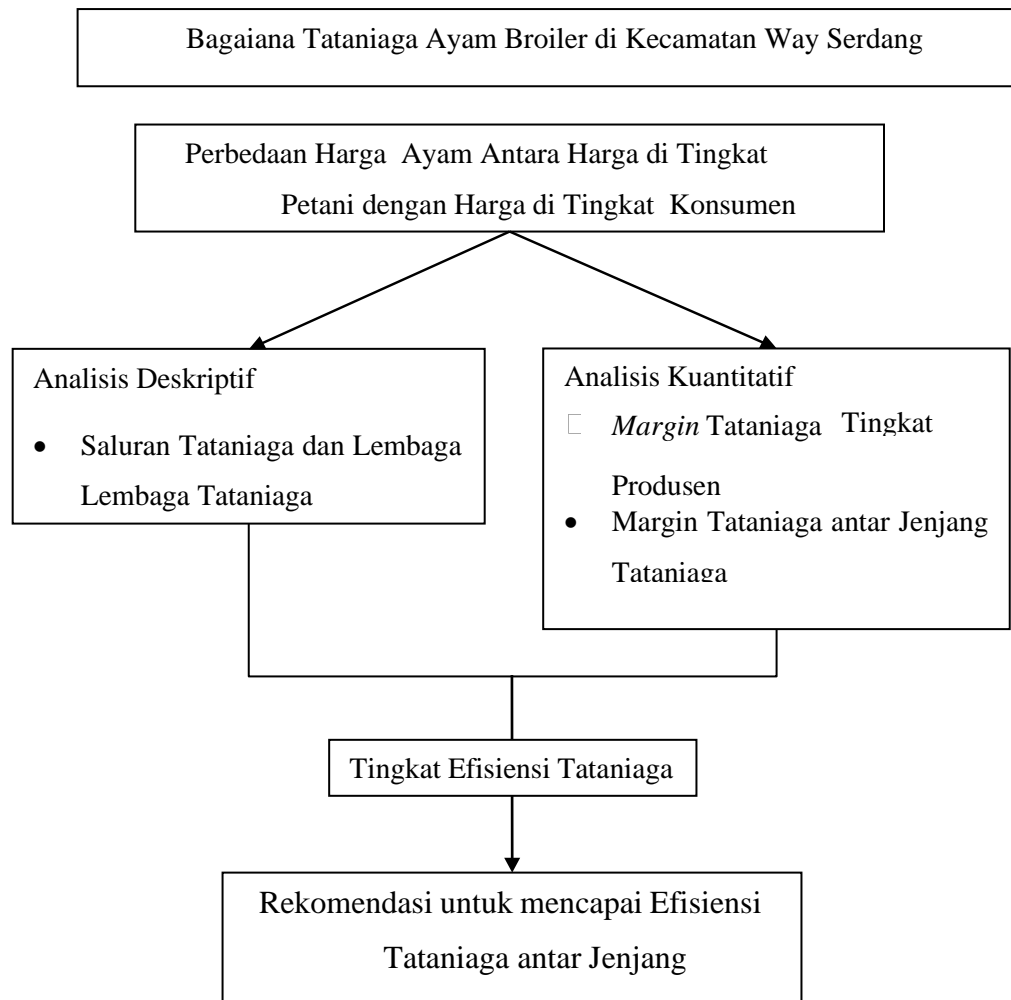 Bagaiana Tataniaga Ayam Broiler di Kecamatan Way Serdang
Perbedaan Harga Ayam Antara Harga di Tingkat
Petani dengan Harga di Tingkat Konsumen
Analisis Deskriptif
• Saluran Tataniaga dan Lembaga
Lembaga Tataniaga
Analisis Kuantitatif
Margin Tataniaga Tingkat
Produsen
• Margin Tataniaga antar Jenjang
Tataniaga
Tingkat Efisiensi Tataniaga
Rekomendasi untuk mencapai Efisiensi
Tataniaga antar Jenjang